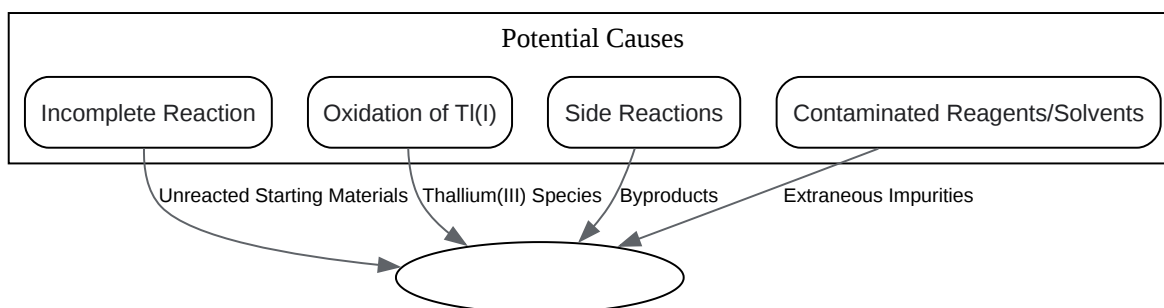 Potential Causes
Incomplete Reaction
Oxidation of Tl(I)
Side Reactions
Contaminated Reagents/Solvents
Unreacted Starting Materials
Thallium(III) Species
Byproducts
Extraneous Impurities